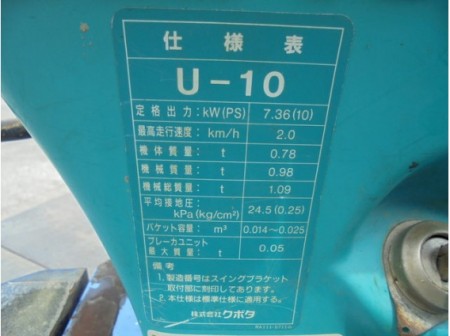 仕様表
U-10
定格出力:kW(PS) 7.36(10)
最高走行速度:km/h 2.0
機体質量: t 0.78
機械質量: t 0.98
機械総質量: t 1.09
平均接地圧:
kPa(kg/cm²) 24.5(0.25)
バケット容量: m³ 0.014~0.025
ブレーカユニット
最大質量: t 0.05
備考
1.製造番号はスイングブラケット
取付部に刻印してあります。
2.本仕様は標準仕様に適用する。
株式会社クボタ